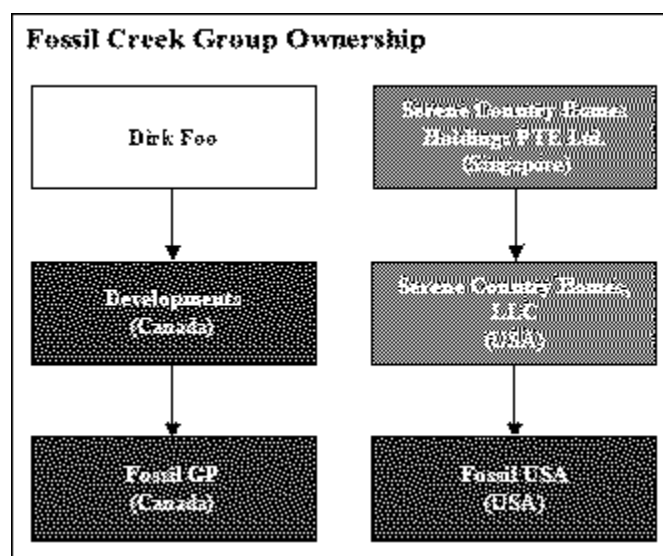 Fossil Creek Group Ownership
Dirk Foo
Developments
(Canada)
Fossil GP
(Canada)
Serene Country Homes
Holdings PTE Ltd.
(Singapore)
Serene Country Homes,
LLC
(USA)
Fossil USA
(USA)